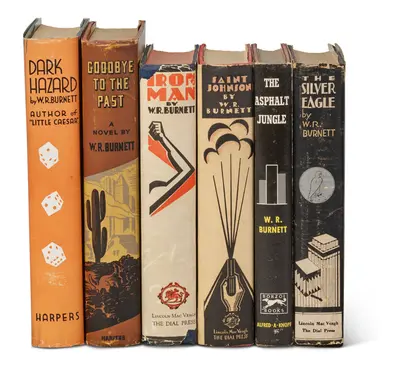 DARK
HAZARD
by W.R. BURNETT
AUTHOR OF
"LITTLE CAESAR"
HARPERS
GOODBYE
TO THE
PAST
A NOVEL BY
W.R. BURNETT
HARPERS
IRON
MAN
BY
W.R. BURNETT
LINCOLN MAC VEAGH
THE DIAL PRESS
SAINT
JOHNSON
BY
W. R.
BURNETT
LINCOLN MAC VEAGH
THE DIAL PRESS
THE
ASPHALT
JUNGLE
W. R.
BURNETT
BORZOI
BOOKS
ALFRED·A·KNOPF
THE
SILVER
EAGLE
by
W. R.
BURNETT
Lincoln Mac Veagh
The Dial Press